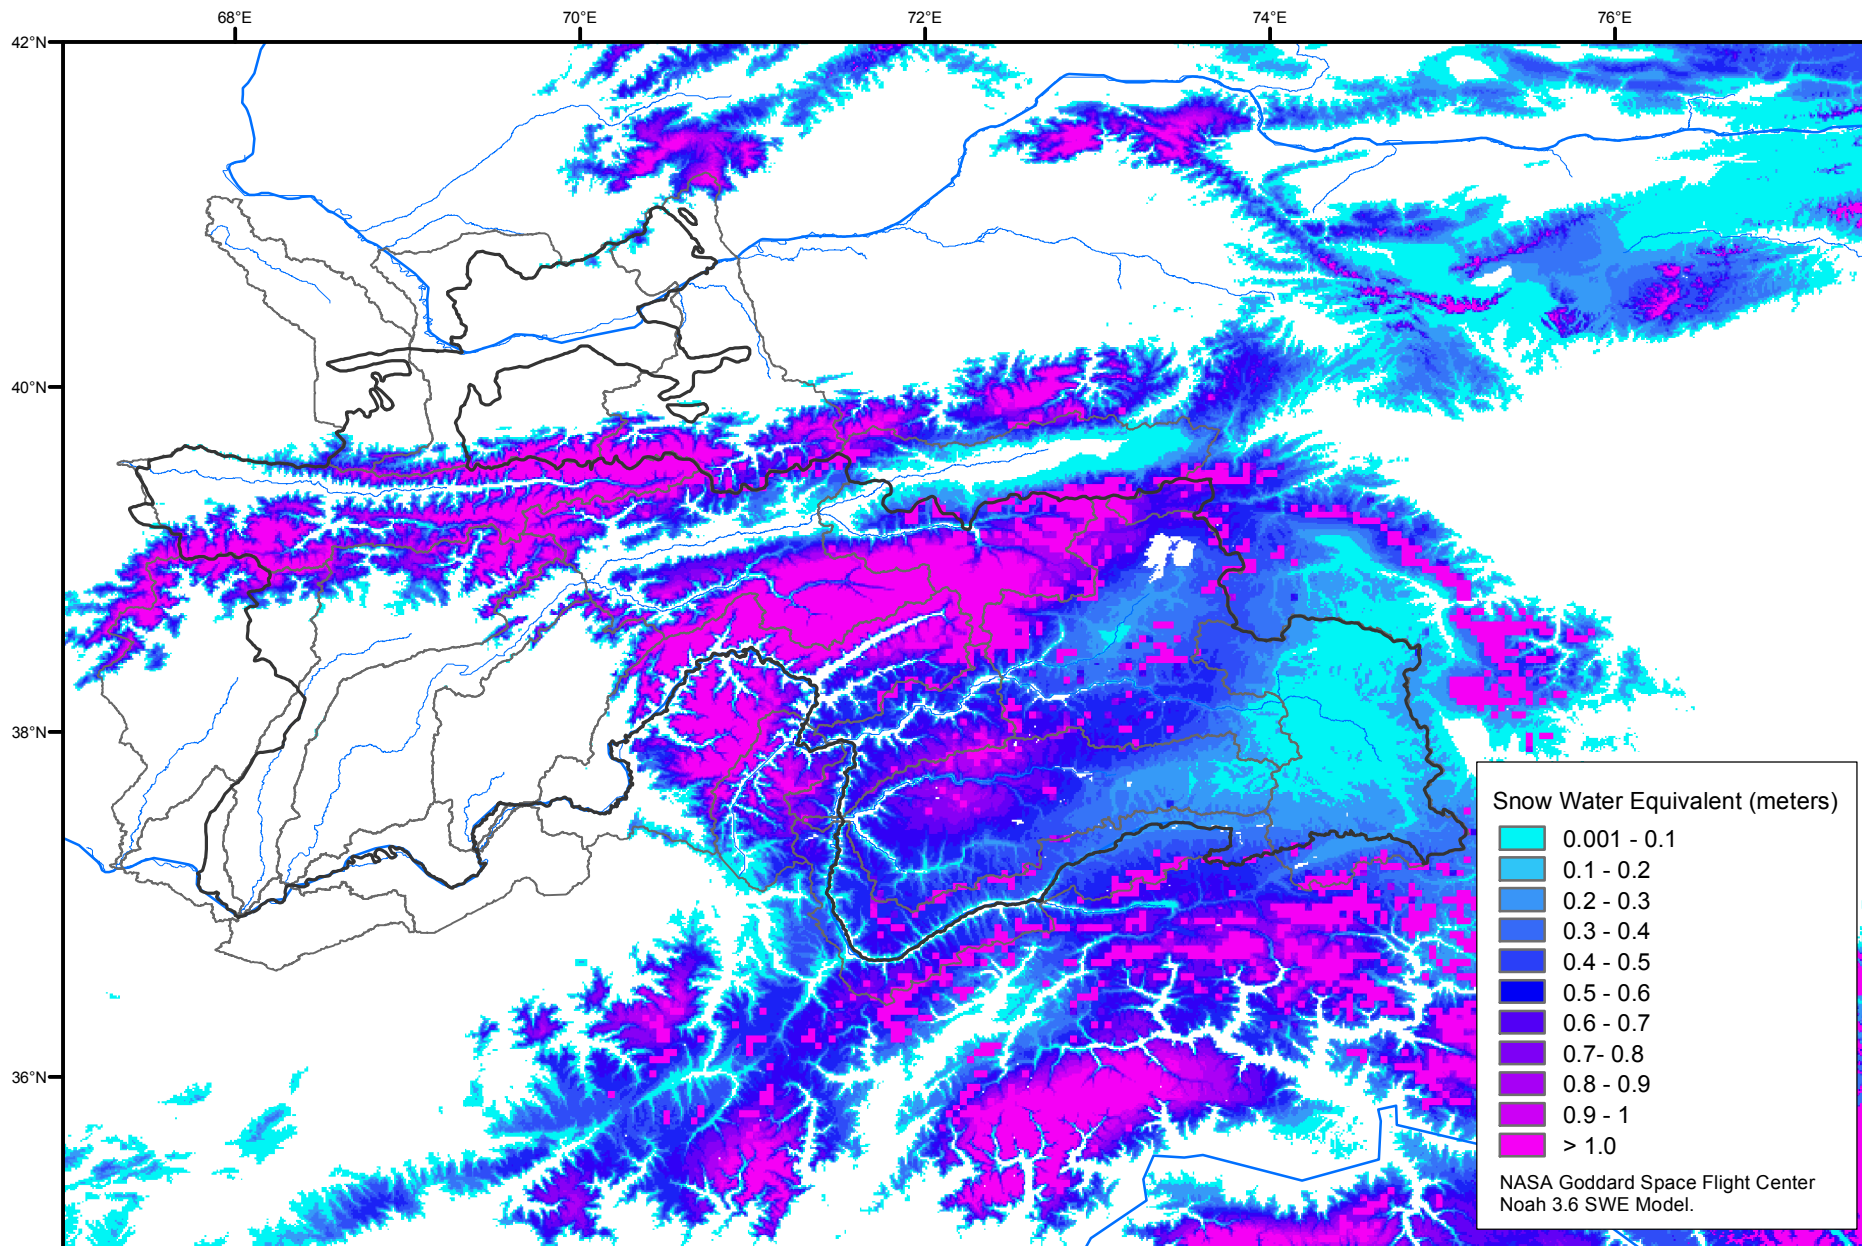 68°E
70°E
72°E
74°E
76°E
42°N
40°N
38°N
36°N
Snow Water Equivalent (meters)
0.001 - 0.1
0.1 - 0.2
0.2 - 0.3
0.3 - 0.4
0.4 - 0.5
0.5 - 0.6
0.6 - 0.7
0.7- 0.8
0.8 - 0.9
0.9 - 1
> 1.0
NASA Goddard Space Flight Center
Noah 3.6 SWE Model.